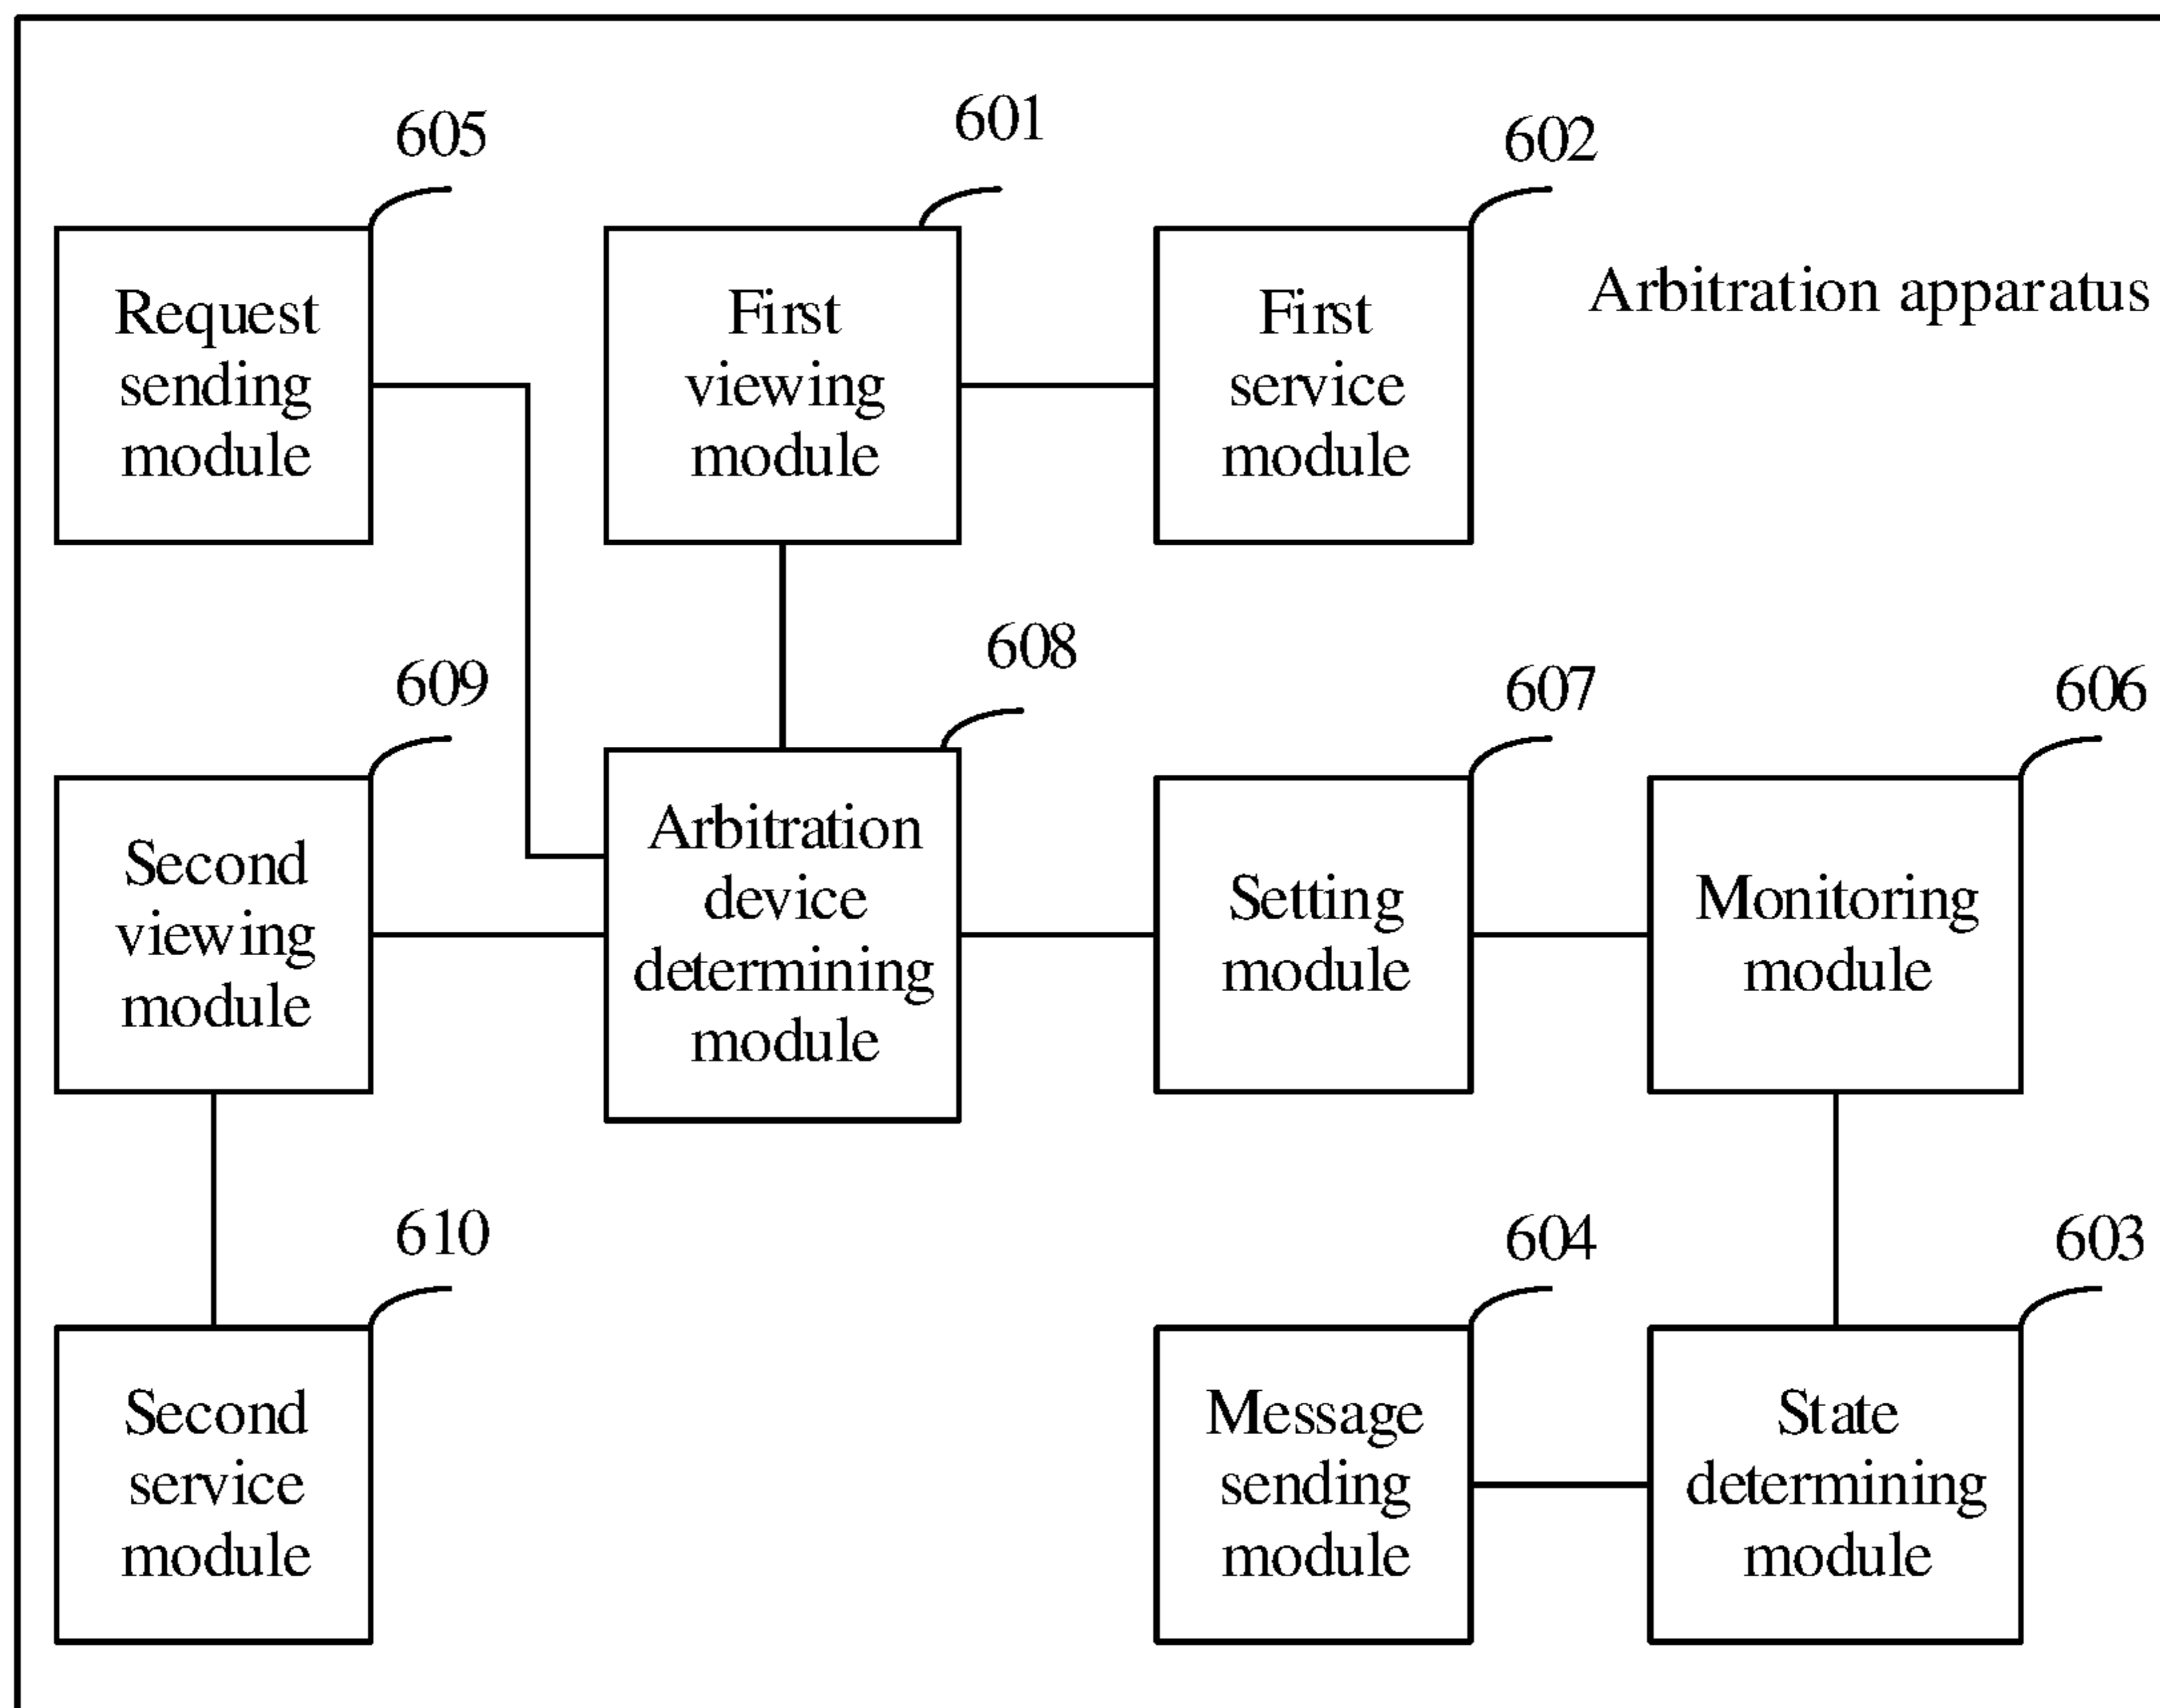 605
601
602
Request
sending
module
First
viewing
module
First
service
module
Arbitration apparatus
609
608
607
606
Second
viewing
module
Arbitration
device
determining
module
Setting
module
Monitoring
module
610
604
603
Second
service
module
Message
sending
module
State
determining
module